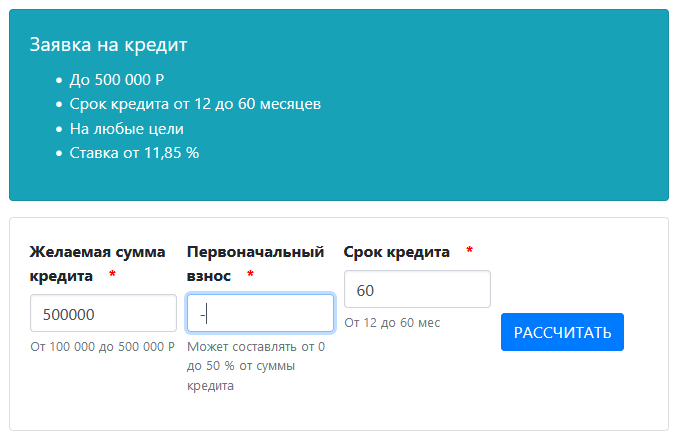 Заявка на кредит
До 500 000 Р
Срок кредита от 12 до 60 месяцев
На любые цели
Ставка от 11,85 %
Желаемая сумма
кредита *
500000
От 100 000 до 500 000 Р
Первоначальный
взнос *
-
Может составлять от 0
до 50 % от суммы
кредита
Срок кредита *
60
От 12 до 60 мес
РАССЧИТАТЬ